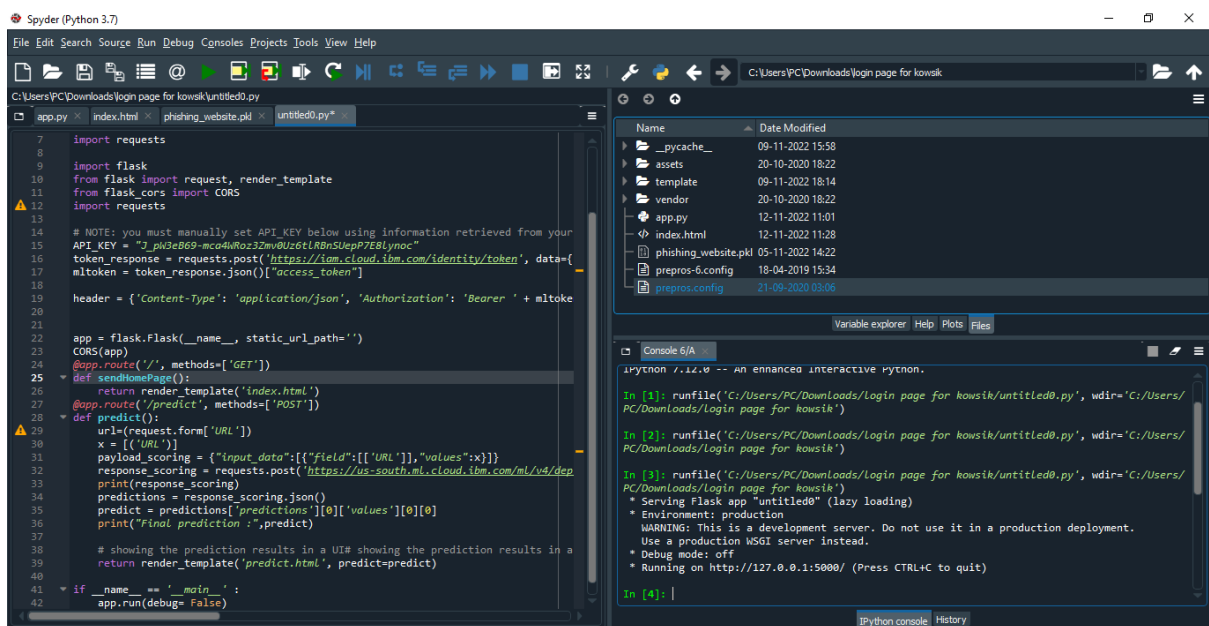 Spyder (Python 3.7)
File Edit Search Source Run Debug Consoles Projects Tools View Help
C:\Users\PC\Downloads\login page for kowsik
C:\Users\PC\Downloads\login page for kowsik\untitled0.py
app.py index.html phishing_website.pkl untitled0.py*
7 import requests
8
9 import flask
10 from flask import request, render_template
11 from flask_cors import CORS
12 import requests
13
14 # NOTE: you must manually set API_KEY below using information retrieved from your
15 API_KEY = "J_pW3eB69-mca4WRoz3Zmv0Uz6tlRBnSUepP7E8lynoc"
16 token_response = requests.post('https://iam.cloud.ibm.com/identity/token', data={
17 mltoken = token_response.json()["access_token"]
18
19 header = {'Content-Type': 'application/json', 'Authorization': 'Bearer ' + mltoke
20
21
22 app = flask.Flask(__name__, static_url_path='')
23 CORS(app)
24 @app.route('/', methods=['GET'])
25 def sendHomePage():
26 return render_template('index.html')
27 @app.route('/predict', methods=['POST'])
28 def predict():
29 url=(request.form['URL'])
30 x = [('URL')]
31 payload_scoring = {"input_data":[{"field":[['URL']],"values":x}]}
32 response_scoring = requests.post('https://us-south.ml.cloud.ibm.com/ml/v4/dep
33 print(response_scoring)
34 predictions = response_scoring.json()
35 predict = predictions['predictions'][0]['values'][0][0]
36 print("Final prediction :",predict)
37
38 # showing the prediction results in a UI# showing the prediction results in a
39 return render_template('predict.html', predict=predict)
40
41 if __name__ == '__main__' :
42 app.run(debug= False)
Name Date Modified
__pycache__ 09-11-2022 15:58
assets 20-10-2020 18:22
template 09-11-2022 18:14
vendor 20-10-2020 18:22
app.py 12-11-2022 11:01
index.html 12-11-2022 11:28
phishing_website.pkl 05-11-2022 14:22
prepros-6.config 18-04-2019 15:34
prepros.config 21-09-2020 03:06
Variable explorer Help Plots Files
Console 6/A
IPython 7.12.0 -- An enhanced Interactive Python.
In [1]: runfile('C:/Users/PC/Downloads/login page for kowsik/untitled0.py', wdir='C:/Users/
PC/Downloads/login page for kowsik')
In [2]: runfile('C:/Users/PC/Downloads/login page for kowsik/untitled0.py', wdir='C:/Users/
PC/Downloads/login page for kowsik')
In [3]: runfile('C:/Users/PC/Downloads/login page for kowsik/untitled0.py', wdir='C:/Users/
PC/Downloads/login page for kowsik')
* Serving Flask app "untitled0" (lazy loading)
* Environment: production
WARNING: This is a development server. Do not use it in a production deployment.
Use a production WSGI server instead.
* Debug mode: off
* Running on http://127.0.0.1:5000/ (Press CTRL+C to quit)
In [4]:
IPython console History